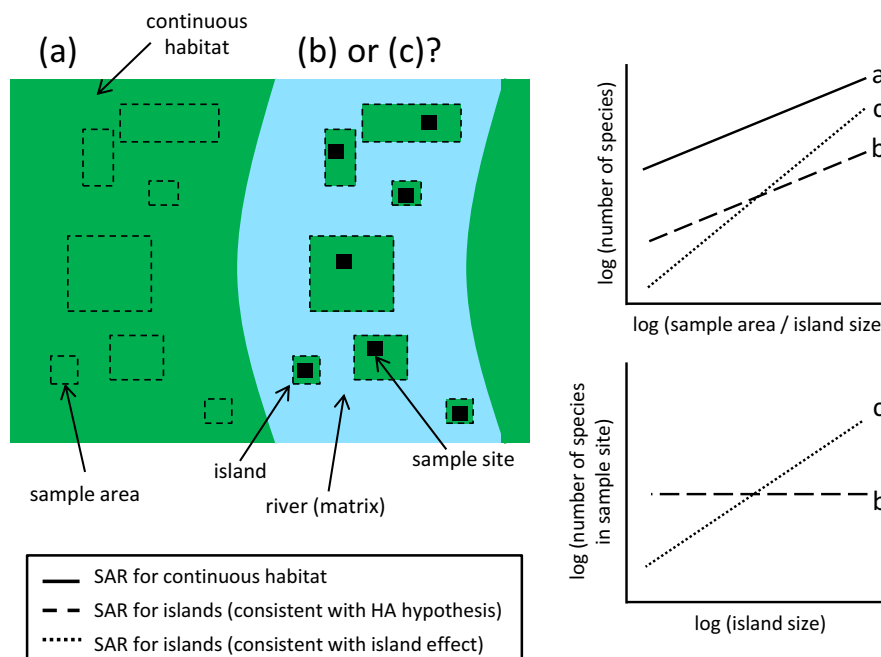 continuous
habitat
(a)
(b) or (c)?
sample area
island
river (matrix)
sample site
SAR for continuous habitat
SAR for islands (consistent with HA hypothesis)
SAR for islands (consistent with island effect)
log (number of species)
a
b
log (sample area / island size
log (number of species
in sample site)
b
log (island size)